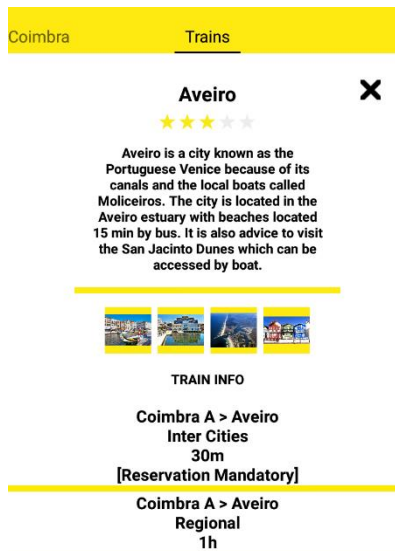 Coimbra
Trains
Aveiro
Aveiro is a city known as the
Portuguese Venice because of its
canals and the local boats called
Moliceiros. The city is located in the
Aveiro estuary with beaches located
15 min by bus. It is also advice to visit
the San Jacinto Dunes which can be
accessed by boat.
TRAIN INFO
Coimbra A > Aveiro
Inter Cities
30m
[Reservation Mandatory]
Coimbra A > Aveiro
Regional
1h